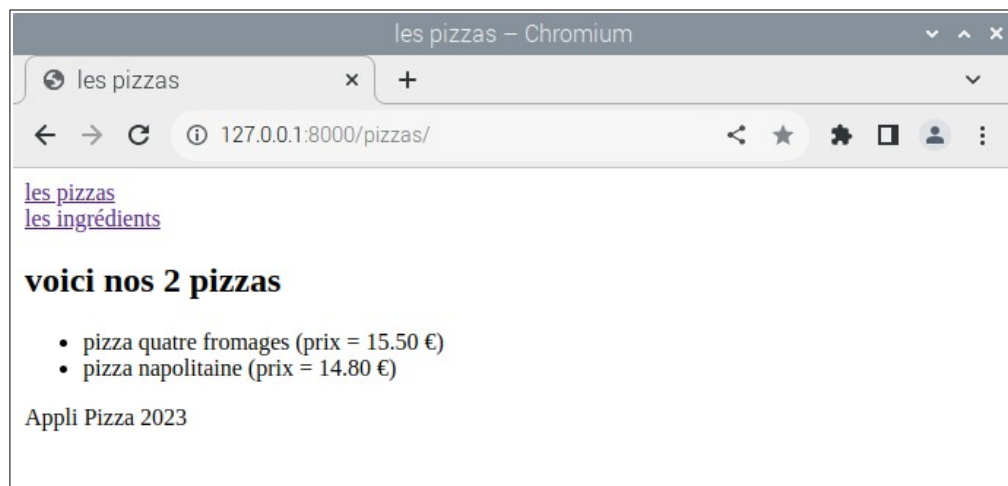 les pizzas – Chromium
les pizzas
127.0.0.1:8000/pizzas/
les pizzas
les ingrédients
voici nos 2 pizzas
pizza quatre fromages (prix = 15.50 €)
pizza napolitaine (prix = 14.80 €)
Appli Pizza 2023